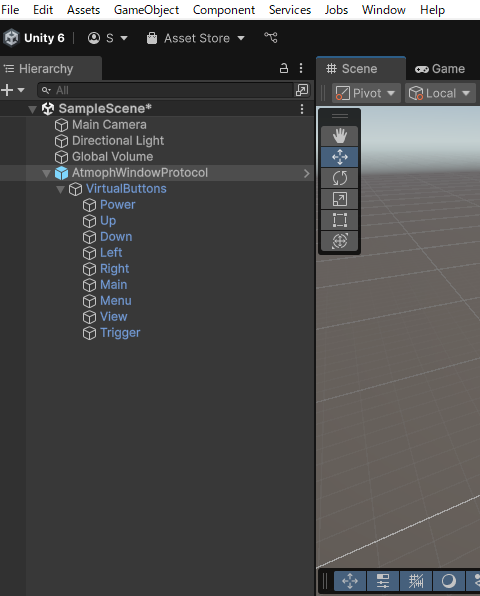 File Edit Assets GameObject Component Services Jobs Window Help
Unity 6 S Asset Store
Hierarchy
All
SampleScene*
Main Camera
Directional Light
Global Volume
AtmophWindowProtocol
VirtualButtons
Power
Up
Down
Left
Right
Main
Menu
View
Trigger
Scene Game
Pivot Local